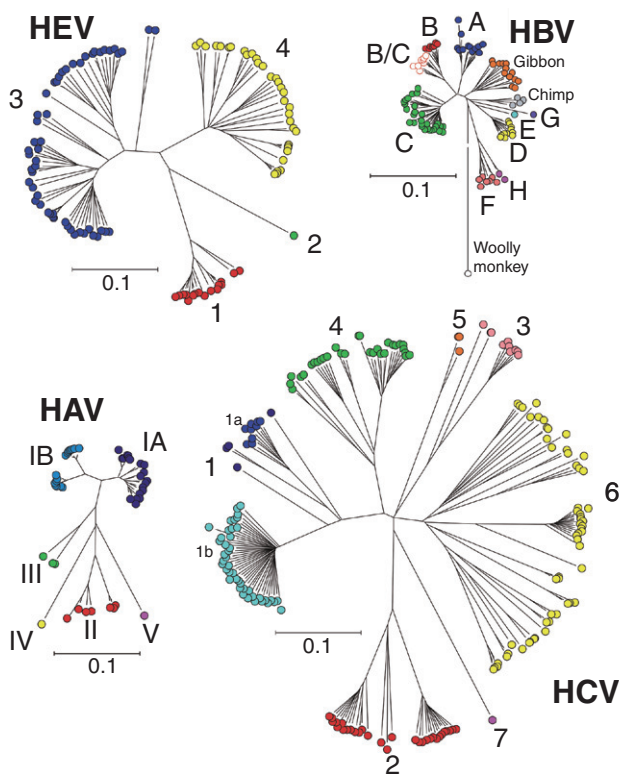 HEV
4
3
0.1
2
1
HBV
B
A
B/C
Gibbon
Chimp
G
E
C
D
0.1
H
F
Woolly
monkey
HAV
IB
IA
III
IV
II
V
0.1
4
5
3
1a
1
6
1b
0.1
HCV
7
2